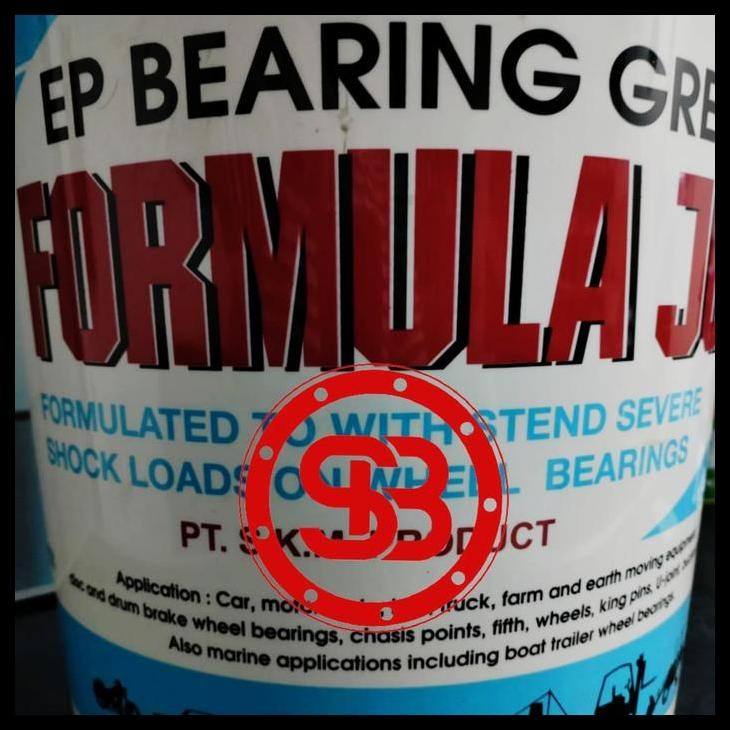 EP BEARING GRE
FORMULA J
FORMULATED TO WITH STEND SEVERE
SHOCK LOADS ON WHEEL BEARINGS
PT. S.K.M PRODUCT
SB
Application : Car, truck, farm and earth moving
disc and drum brake wheel bearings, chasis points, fifth, wheels, king pins, U-joint,
Also marine applications including boat trailer wheel bearings.